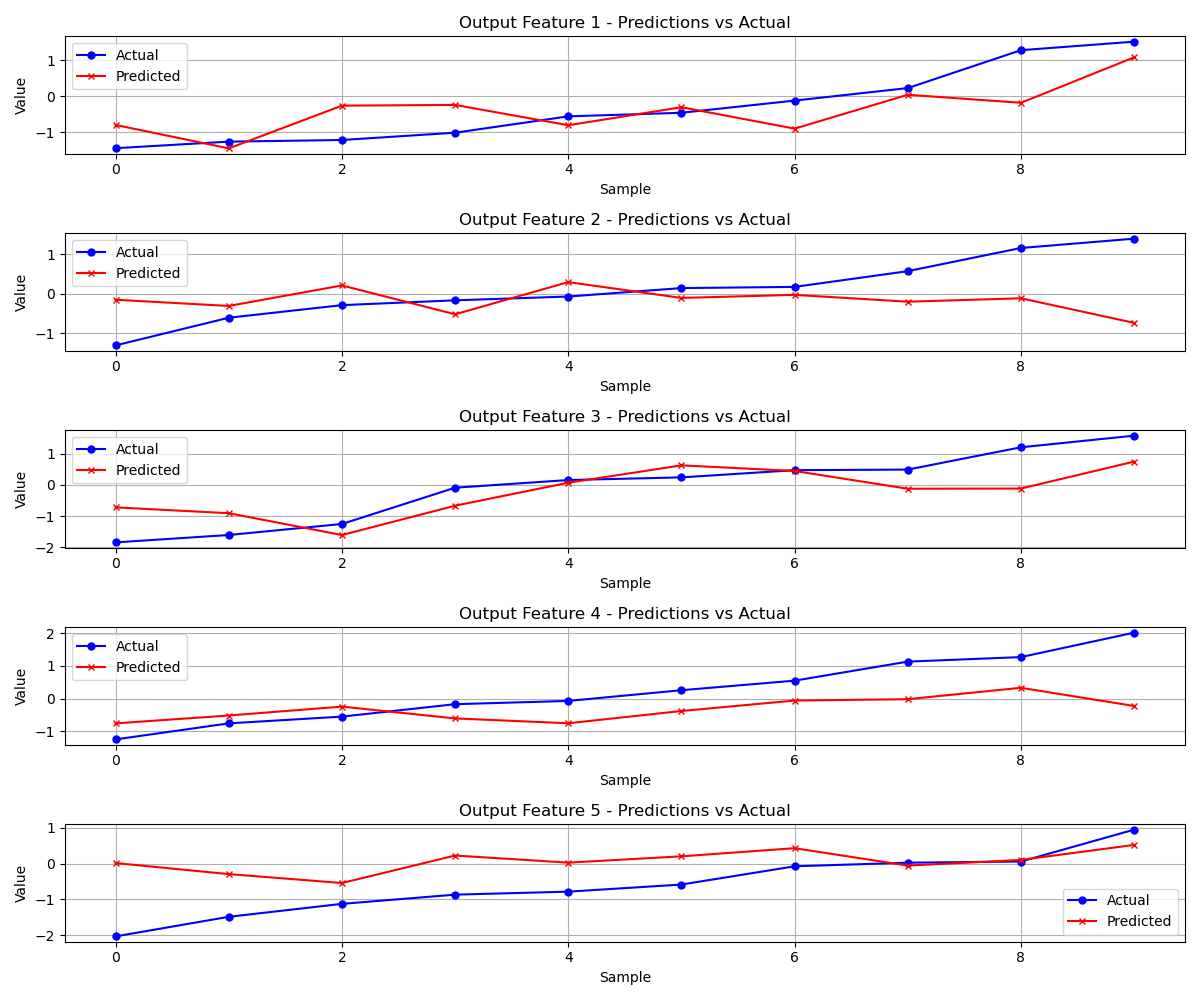 Output Feature 1 - Predictions vs Actual
Actual
Predicted
Value
1
0
−1
0 2 4 6 8
Sample
Output Feature 2 - Predictions vs Actual
Actual
Predicted
Value
1
0
−1
0 2 4 6 8
Sample
Output Feature 3 - Predictions vs Actual
Actual
Predicted
Value
1
0
−1
−2
0 2 4 6 8
Sample
Output Feature 4 - Predictions vs Actual
Actual
Predicted
Value
2
1
0
−1
0 2 4 6 8
Sample
Output Feature 5 - Predictions vs Actual
Value
1
0
−1
−2
Actual
Predicted
0 2 4 6 8
Sample